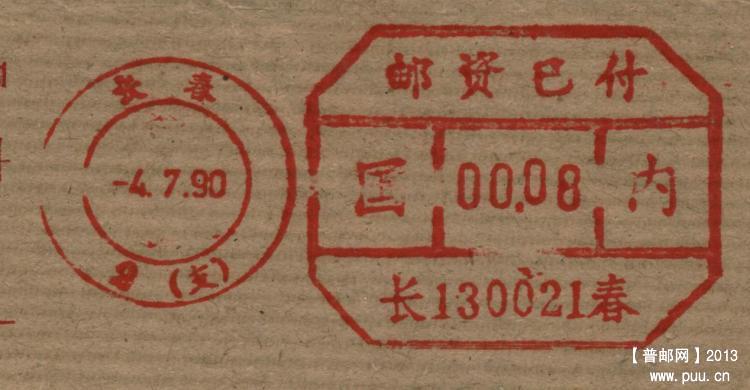 长春
-4.7.90
(支)
邮资已付
国 00.08 内
长130021春
【普邮网】2013
www.puu.cn